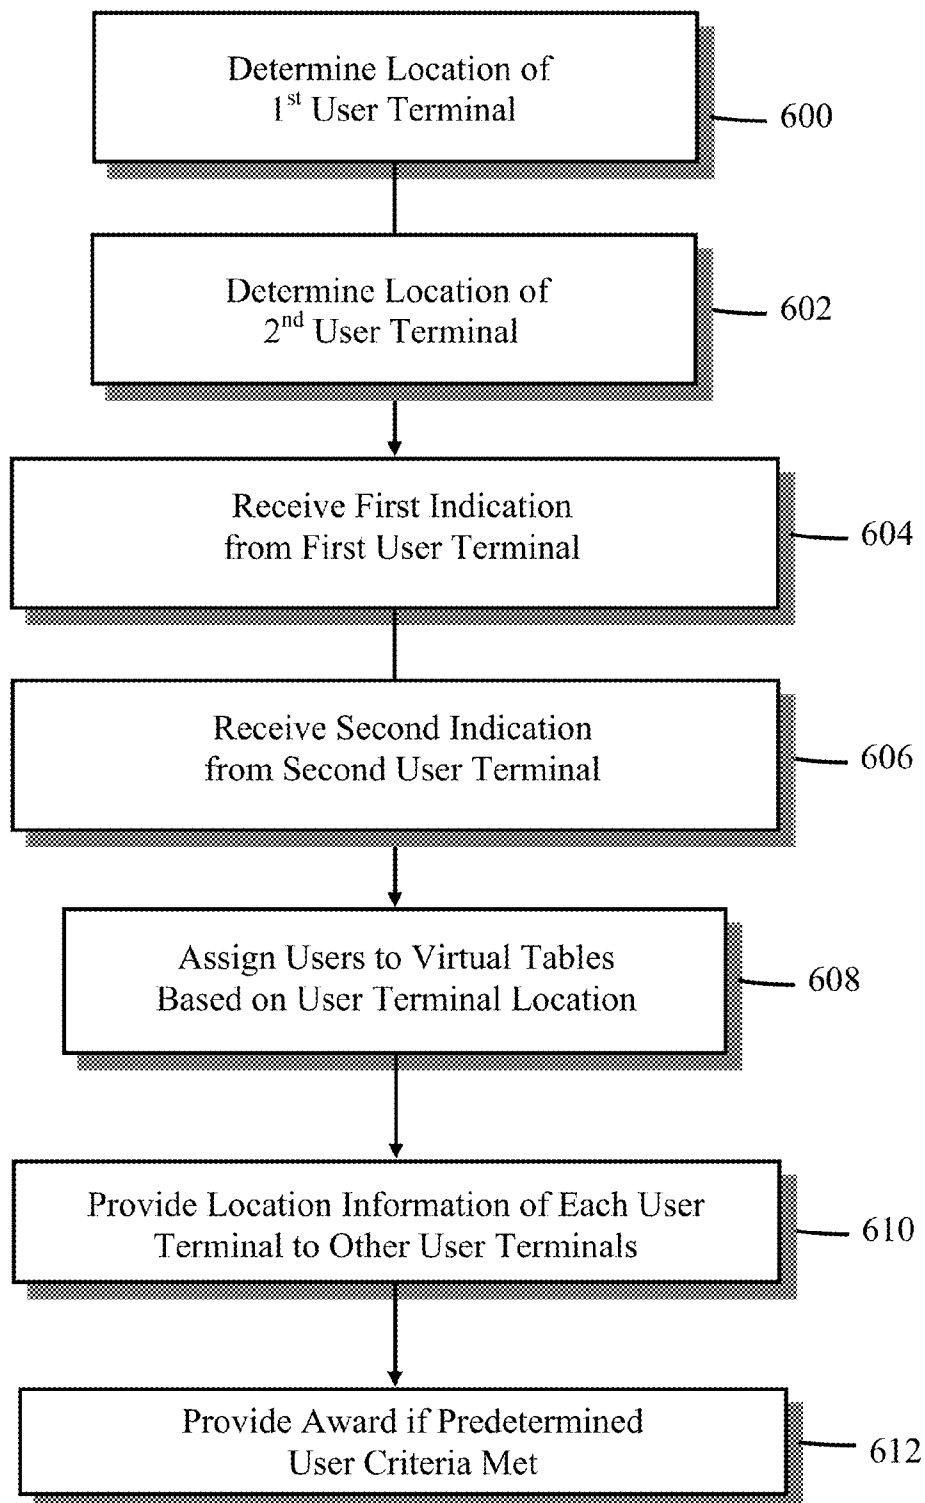 Determine Location of
1st User Terminal
600
Determine Location of
2nd User Terminal
602
Receive First Indication
from First User Terminal
604
Receive Second Indication
from Second User Terminal
606
Assign Users to Virtual Tables
Based on User Terminal Location
608
Provide Location Information of Each User
Terminal to Other User Terminals
610
Provide Award if Predetermined
User Criteria Met
612